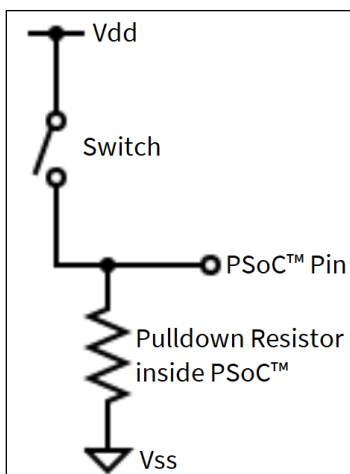 Vdd
Switch
PSoC™ Pin
Pulldown Resistor
inside PSoC™
Vss